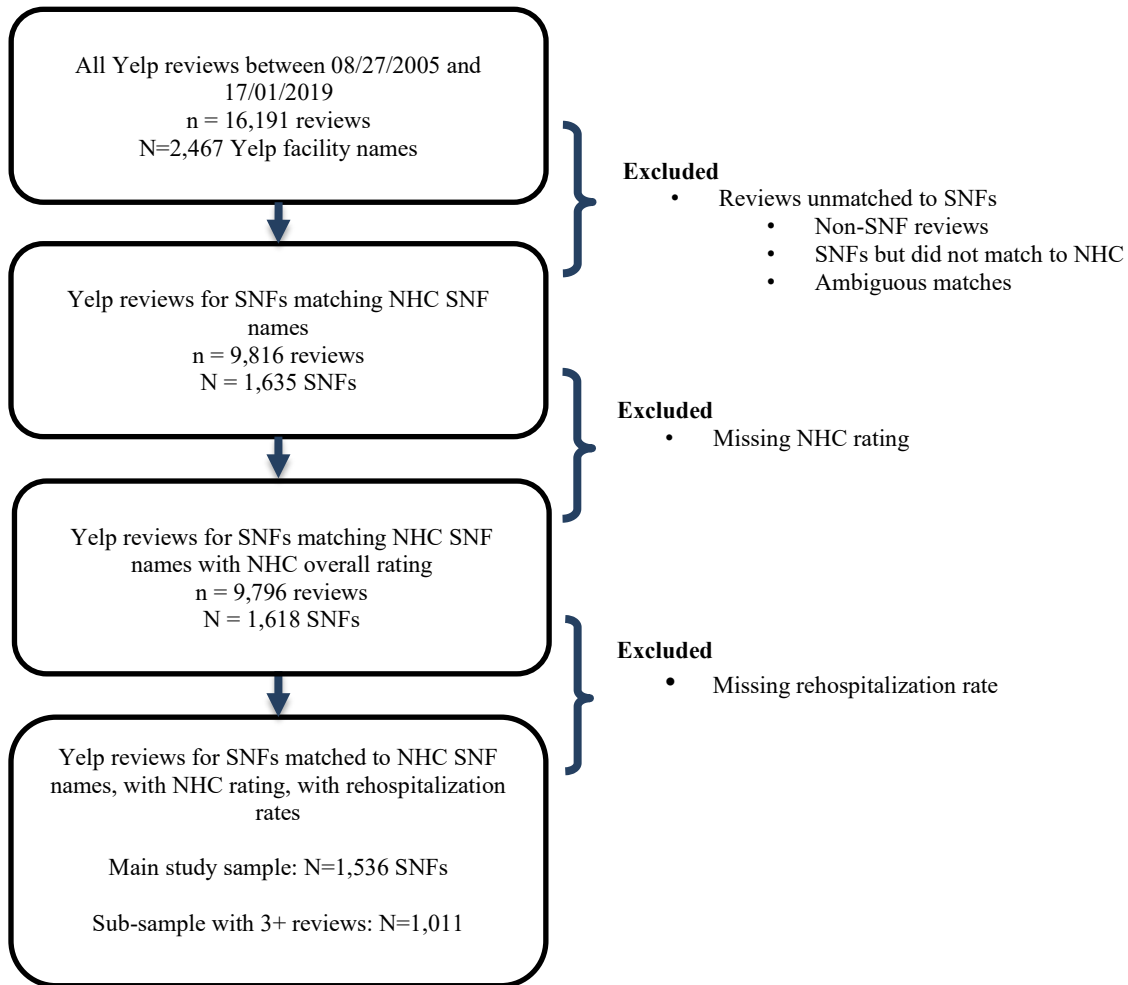 All Yelp reviews between 08/27/2005 and
17/01/2019
n = 16,191 reviews
N=2,467 Yelp facility names
Excluded
• Reviews unmatched to SNFs
• Non-SNF reviews
• SNFs but did not match to NHC
• Ambiguous matches
Yelp reviews for SNFs matching NHC SNF
names
n = 9,816 reviews
N = 1,635 SNFs
Excluded
• Missing NHC rating
Yelp reviews for SNFs matching NHC SNF
names with NHC overall rating
n = 9,796 reviews
N = 1,618 SNFs
Excluded
• Missing rehospitalization rate
Yelp reviews for SNFs matched to NHC SNF
names, with NHC rating, with rehospitalization
rates
Main study sample: N=1,536 SNFs
Sub-sample with 3+ reviews: N=1,011